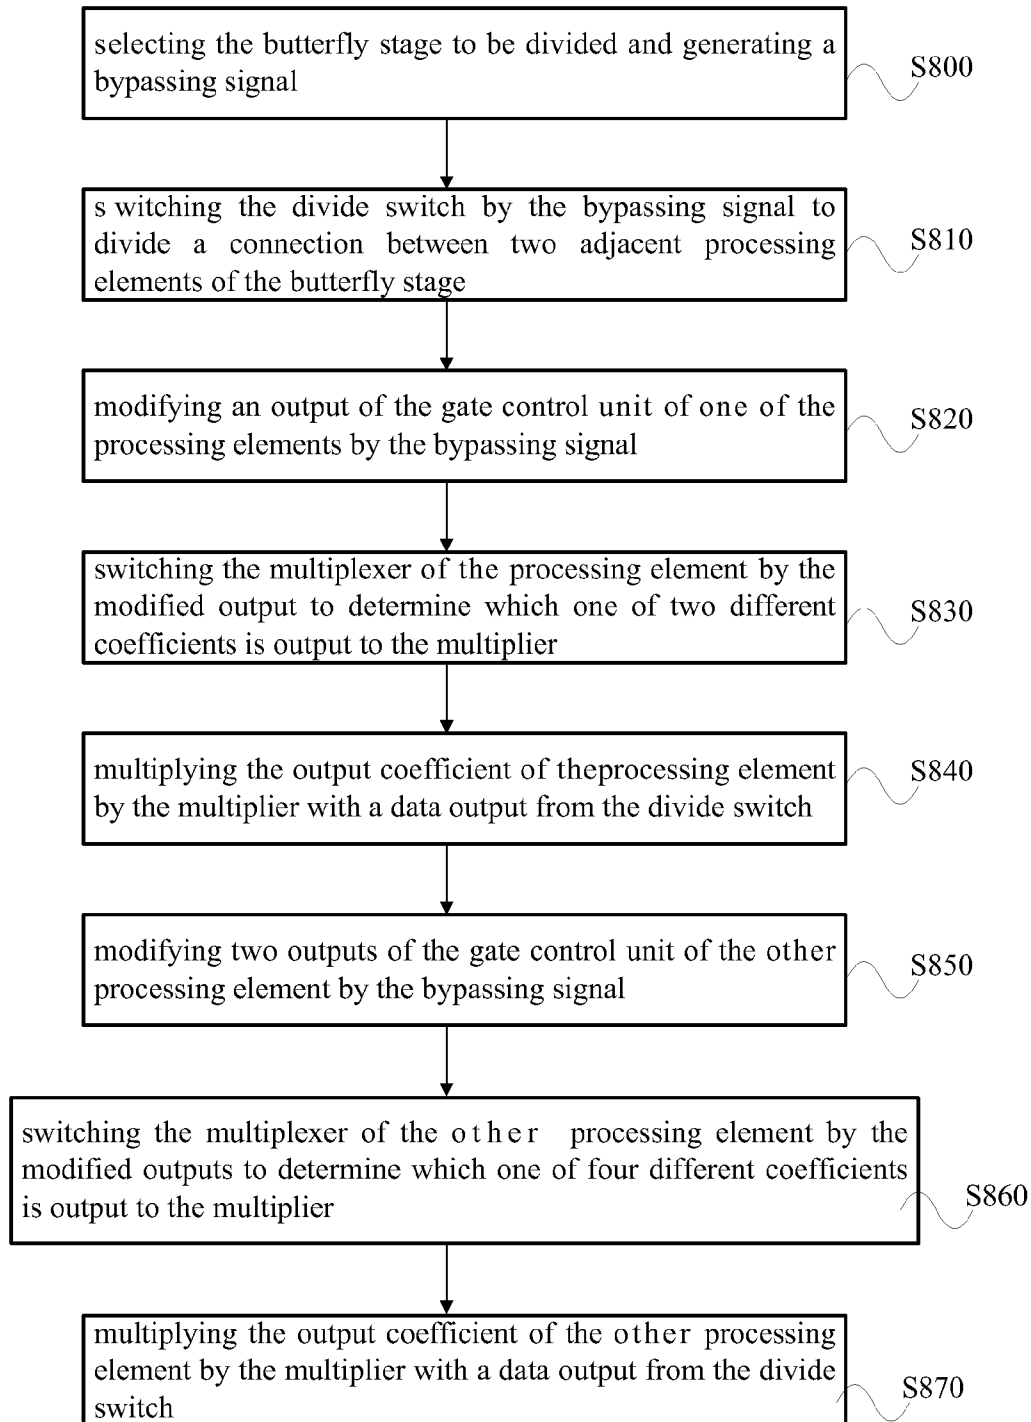 selecting the butterfly stage to be divided and generating a
bypassing signal
S800
s witching the divide switch by the bypassing signal to
divide a connection between two adjacent processing
elements of the butterfly stage
S810
modifying an output of the gate control unit of one of the
processing elements by the bypassing signal
S820
switching the multiplexer of the processing element by the
modified output to determine which one of two different
coefficients is output to the multiplier
S830
multiplying the output coefficient of theprocessing element
by the multiplier with a data output from the divide switch
S840
modifying two outputs of the gate control unit of the other
processing element by the bypassing signal
S850
switching the multiplexer of the other processing element by the
modified outputs to determine which one of four different coefficients
is output to the multiplier
S860
multiplying the output coefficient of the other processing
element by the multiplier with a data output from the divide
switch
S870